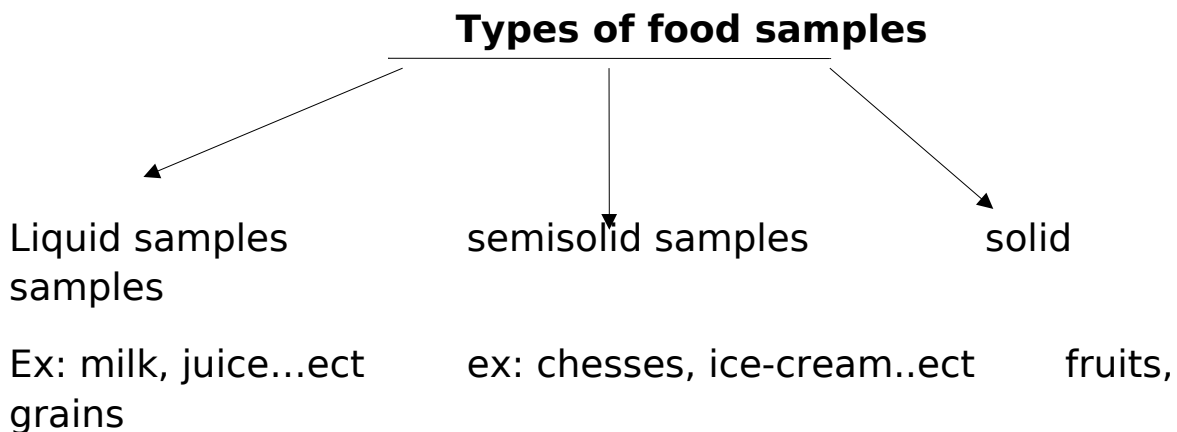 Types of food samples
Liquid samples semisolid samples solid
samples
Ex: milk, juice...ect ex: chesses, ice-cream..ect fruits,
grains